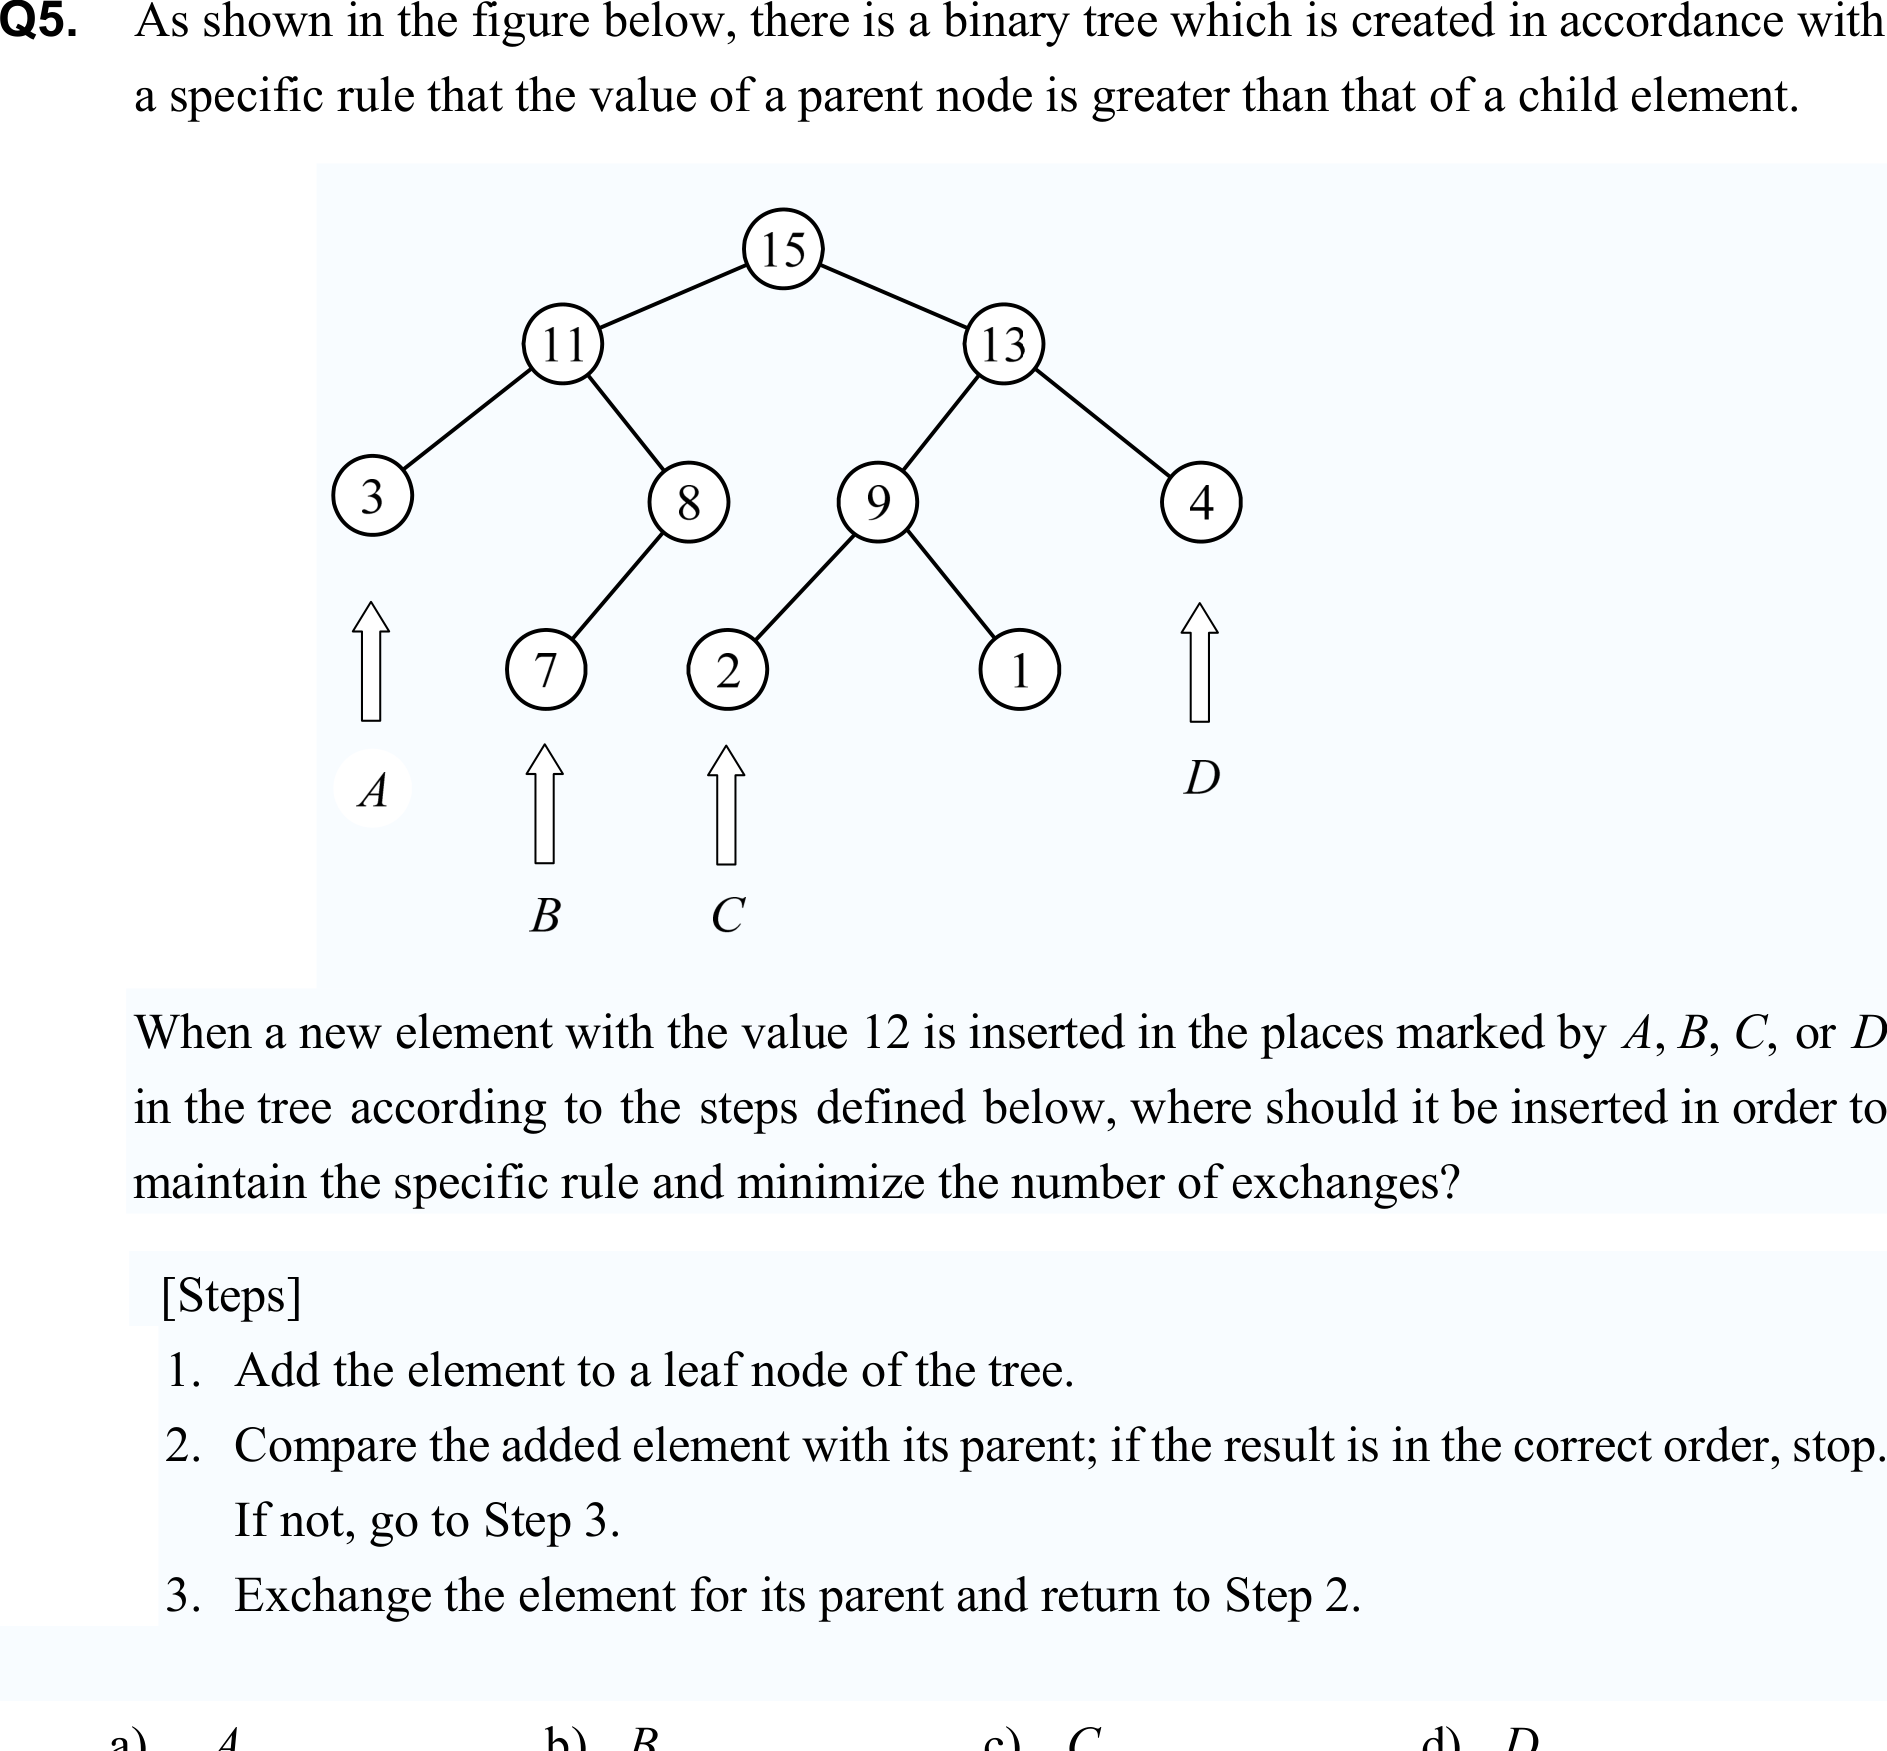 Q5. As shown in the figure below, there is a binary tree which is created in accordance with
a specific rule that the value of a parent node is greater than that of a child element.
15
11 13
3 8 9 4
7 2 1
A D
B C
When a new element with the value 12 is inserted in the places marked by A, B, C, or D
in the tree according to the steps defined below, where should it be inserted in order to
maintain the specific rule and minimize the number of exchanges?
[Steps]
1. Add the element to a leaf node of the tree.
2. Compare the added element with its parent; if the result is in the correct order, stop.
If not, go to Step 3.
3. Exchange the element for its parent and return to Step 2.
a) A b) B c) C d) D